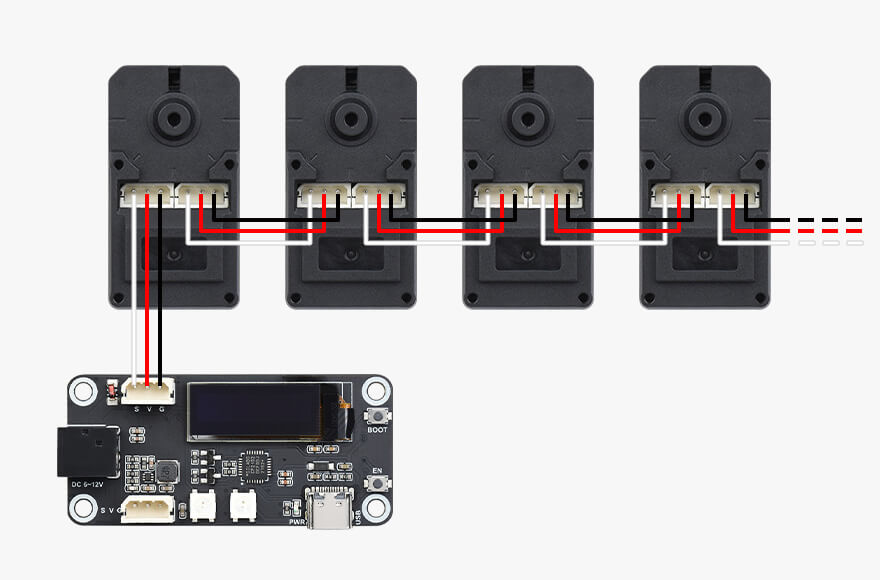 S V G
BOOT
DC 6~12V
EN
S V G
PWR
USB